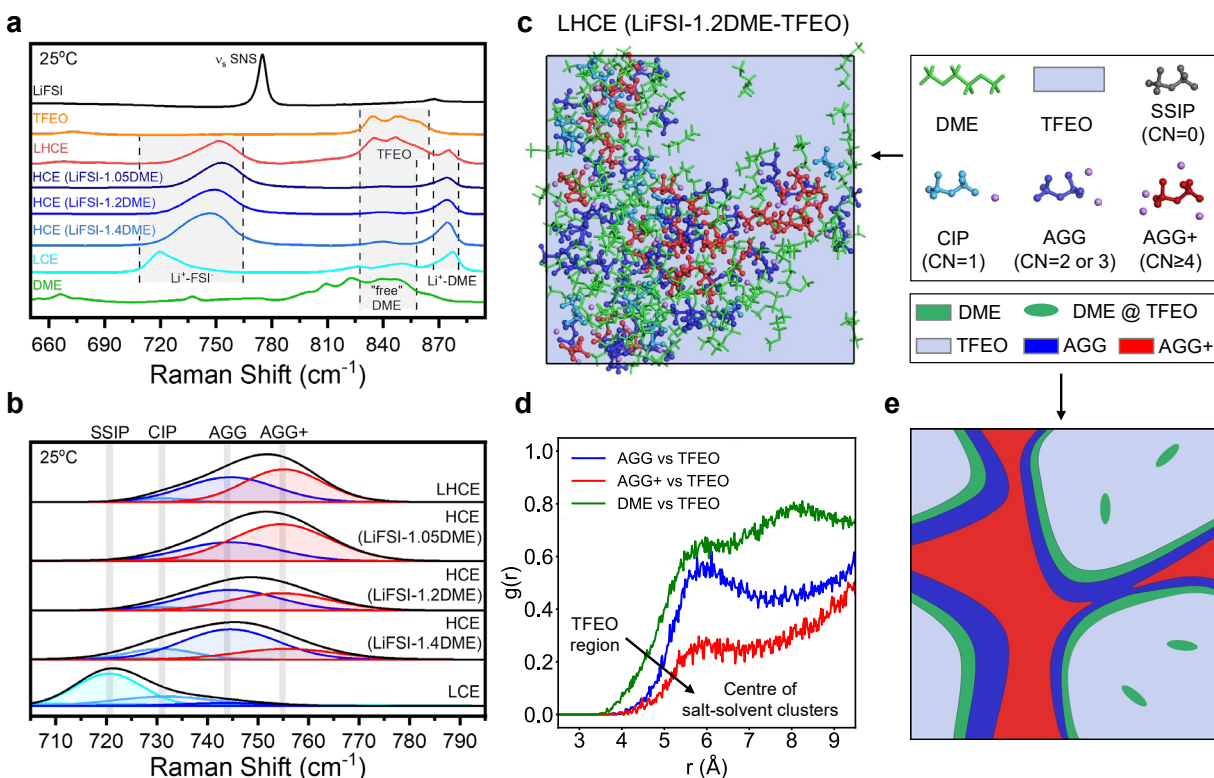 a
25°C
νs SNS
LiFSI
TFEO
LHCE
TFEO
HCE (LiFSI-1.05DME)
HCE (LiFSI-1.2DME)
HCE (LiFSI-1.4DME)
LCE
Li⁺-FSI⁻
Li⁺-DME
DME
"free"
DME
660 690 720 750 780 810 840 870
Raman Shift (cm⁻¹)
b
SSIP CIP AGG AGG+
25°C
LHCE
HCE
(LiFSI-1.05DME)
HCE
(LiFSI-1.2DME)
HCE
(LiFSI-1.4DME)
LCE
710 720 730 740 750 760 770 780 790
Raman Shift (cm⁻¹)
c LHCE (LiFSI-1.2DME-TFEO)
DME TFEO SSIP
(CN=0)
CIP AGG AGG+
(CN=1) (CN=2 or 3) (CN≥4)
DME DME @ TFEO
TFEO AGG AGG+
d
1.0
0.8
0.6
0.4
0.2
0.0
g(r)
AGG vs TFEO
AGG+ vs TFEO
DME vs TFEO
TFEO
region
Centre of
salt-solvent clusters
3 4 5 6 7 8 9
r (Å)
e